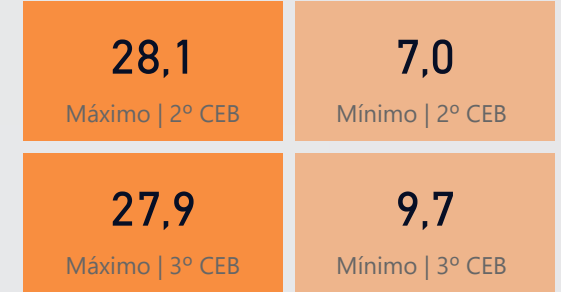 28,1
Máximo | 2º CEB
7,0
Mínimo | 2º CEB
27,9
Máximo | 3º CEB
9,7
Mínimo | 3º CEB